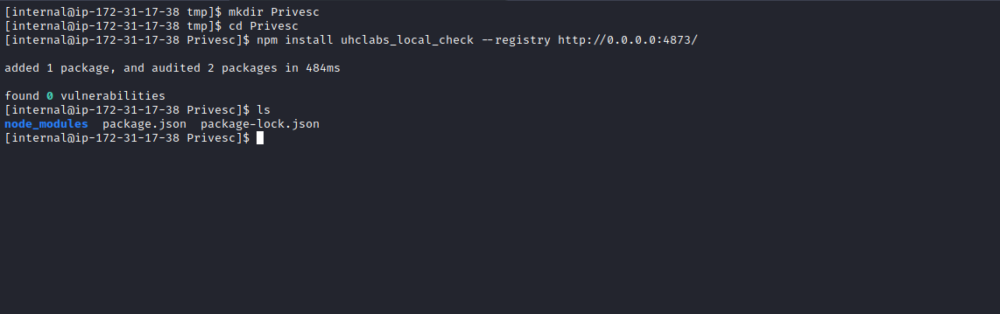 [internal@ip-172-31-17-38 tmp]$ mkdir Privesc
[internal@ip-172-31-17-38 tmp]$ cd Privesc
[internal@ip-172-31-17-38 Privesc]$ npm install uhclabs_local_check --registry http://0.0.0.0:4873/
added 1 package, and audited 2 packages in 484ms
found 0 vulnerabilities
[internal@ip-172-31-17-38 Privesc]$ ls
node_modules  package.json  package-lock.json
[internal@ip-172-31-17-38 Privesc]$